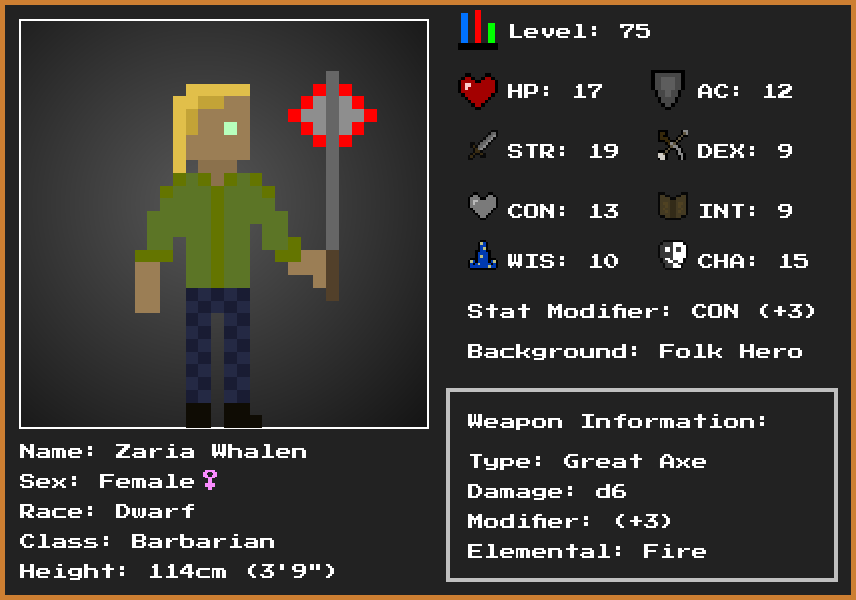 Level: 75
HP: 17 AC: 12
STR: 19 DEX: 9
CON: 13 INT: 9
WIS: 10 CHA: 15
Stat Modifier: CON (+3)
Background: Folk Hero
Weapon Information:
Type: Great Axe
Damage: d6
Modifier: (+3)
Elemental: Fire
Name: Zaria Whalen
Sex: Female♀
Race: Dwarf
Class: Barbarian
Height: 114cm (3'9")